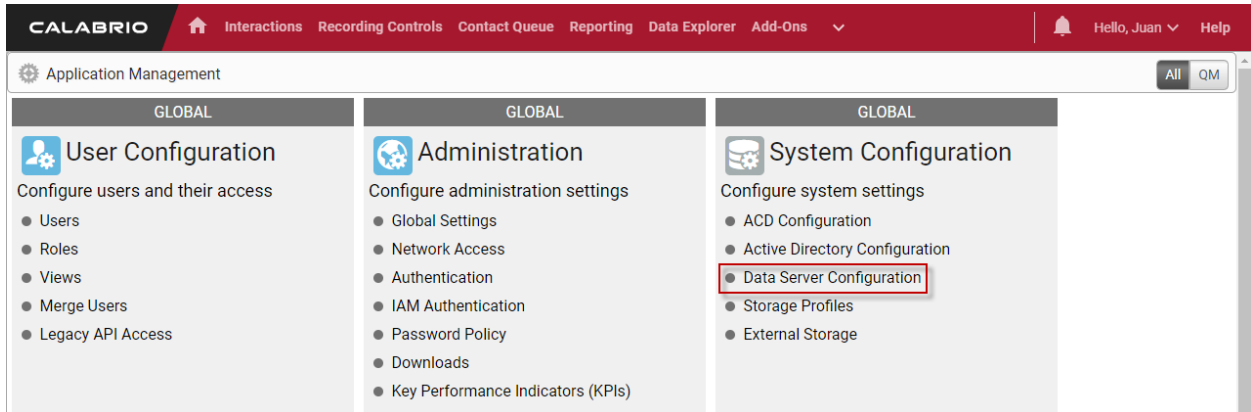 CALABRIO Interactions Recording Controls Contact Queue Reporting Data Explorer Add-Ons Hello, Juan Help
Application Management All QM
GLOBAL
User Configuration
Configure users and their access
Users
Roles
Views
Merge Users
Legacy API Access
GLOBAL
Administration
Configure administration settings
Global Settings
Network Access
Authentication
IAM Authentication
Password Policy
Downloads
Key Performance Indicators (KPIs)
GLOBAL
System Configuration
Configure system settings
ACD Configuration
Active Directory Configuration
Data Server Configuration
Storage Profiles
External Storage